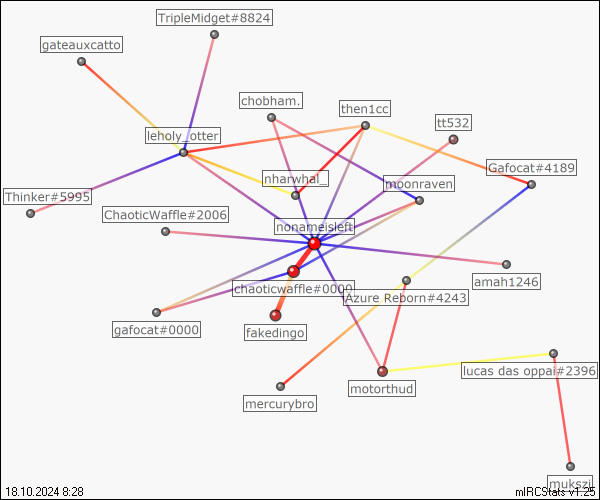 TripleMidget#8824
gateauxcatto
chobham.
then1cc
tt532
leholy_otter
Gafocat#4189
nharwhal_
moonraven
Thinker#5995
ChaoticWaffle#2006
nonameisleft
amah1246
chaoticwaffle#0000
Azure Reborn#4243
gafocat#0000
fakedingo
lucas das oppai#2396
motorthud
mercurybro
mukszi
18.10.2024 8:28
mIRCStats v1.25